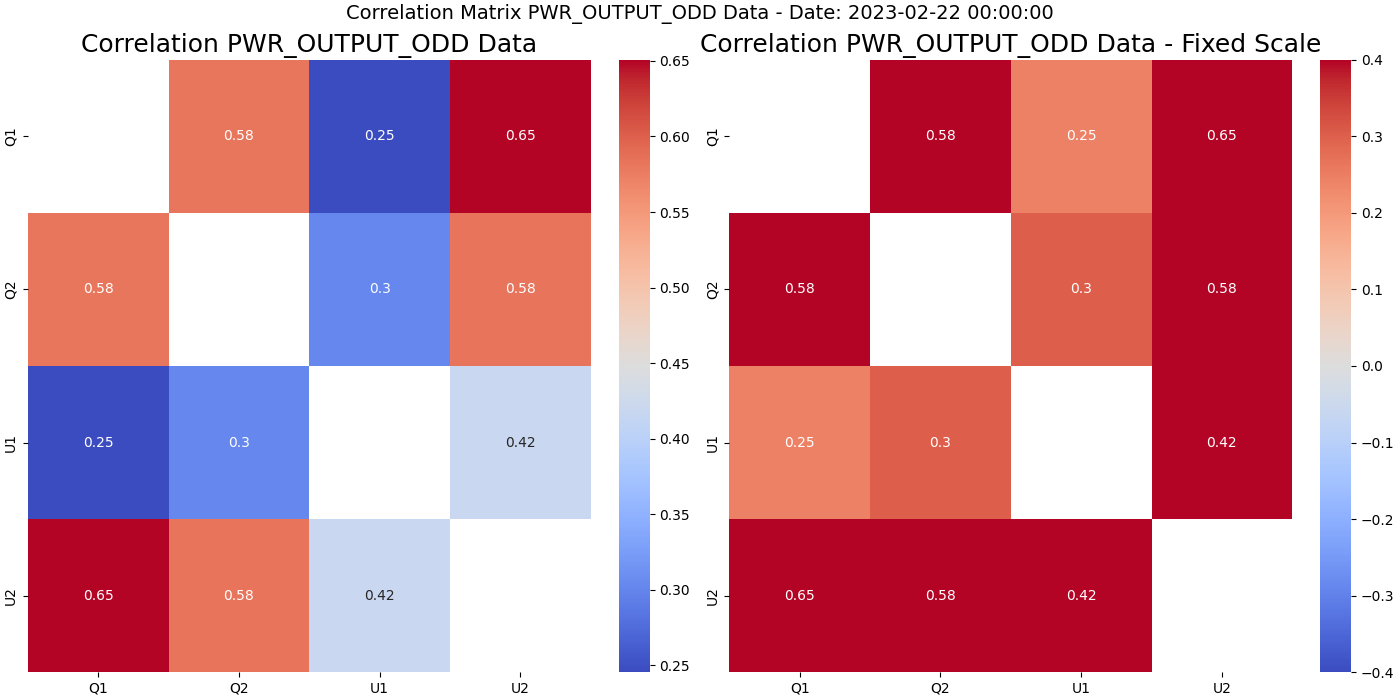 Correlation Matrix PWR_OUTPUT_ODD Data - Date: 2023-02-22 00:00:00
Correlation PWR_OUTPUT_ODD Data
Q1
0.58
0.25
0.65
Q2
0.58
0.3
0.58
U1
0.25
0.3
0.42
U2
0.65
0.58
0.42
Q1
Q2
U1
U2
0.65
0.60
0.55
0.50
0.45
0.40
0.35
0.30
0.25
Correlation PWR_OUTPUT_ODD Data - Fixed Scale
Q1
0.58
0.25
0.65
Q2
0.58
0.3
0.58
U1
0.25
0.3
0.42
U2
0.65
0.58
0.42
Q1
Q2
U1
U2
0.4
0.3
0.2
0.1
0.0
−0.1
−0.2
−0.3
−0.4